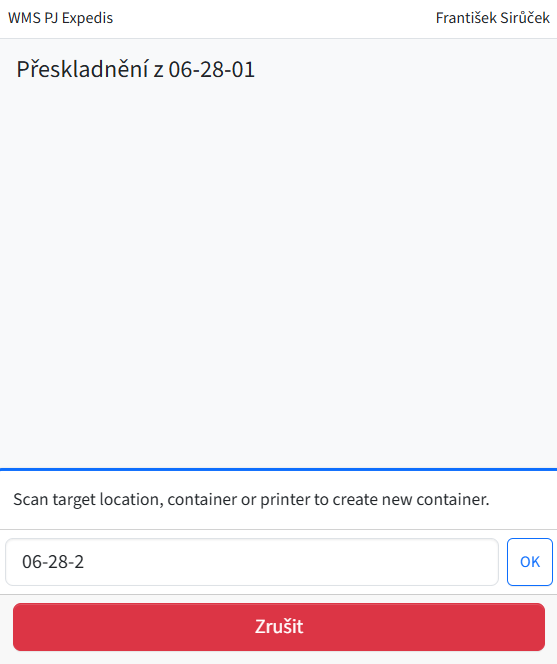 WMS PJ Expedis František Sirůček
Přeskladnění z 06-28-01
Scan target location, container or printer to create new container.
06-28-2 OK
Zrušit